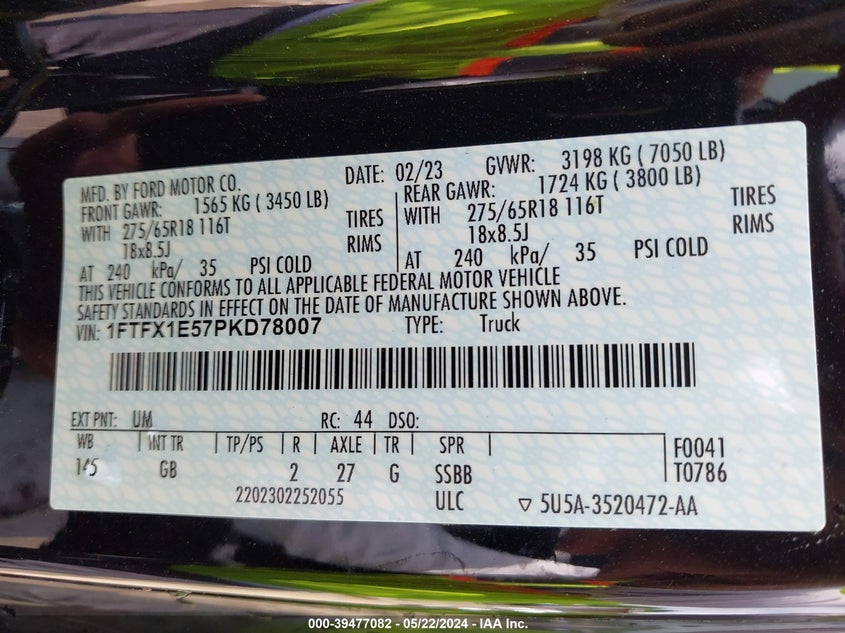 MFD. BY FORD MOTOR CO. DATE: 02/23 GVWR: 3198 KG ( 7050 LB)
FRONT GAWR: 1565 KG ( 3450 LB) REAR GAWR: 1724 KG ( 3800 LB)
WITH 275/65R18 116T TIRES WITH 275/65R18 116T TIRES
18x8.5J RIMS 18x8.5J RIMS
AT 240 kPa/ 35 PSI COLD AT 240 kPa/ 35 PSI COLD
THIS VEHICLE CONFORMS TO ALL APPLICABLE FEDERAL MOTOR VEHICLE
SAFETY STANDARDS IN EFFECT ON THE DATE OF MANUFACTURE SHOWN ABOVE.
VIN: 1FTFX1E57PKD78007 TYPE: Truck
EXT PNT: UM RC: 44 DSO:
WB INT TR TP/PS R AXLE TR SPR F0041
145 GB 2 27 G SSBB T0786
2202302252055 ULC ▽ 5U5A-3520472-AA
000-39477082 - 05/22/2024 - IAA Inc.